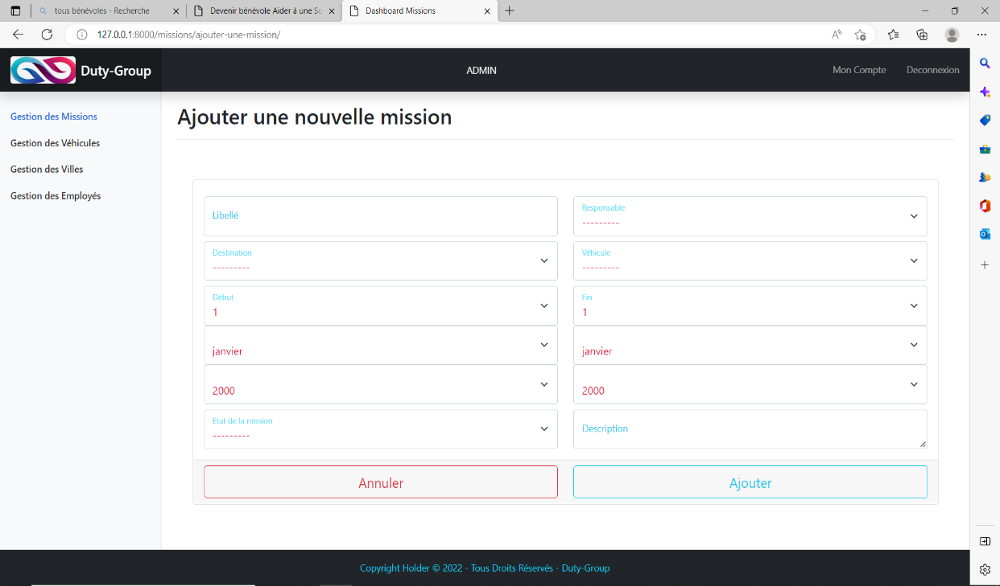 tous bénévoles - Recherche
Devenir bénévole Aider à une So
Dashboard Missions
127.0.0.1:8000/missions/ajouter-une-mission/
Duty-Group
ADMIN
Mon Compte
Deconnexion
Gestion des Missions
Gestion des Véhicules
Gestion des Villes
Gestion des Employés
Ajouter une nouvelle mission
Libellé
Responsable
---------
Destination
---------
Véhicule
---------
Début
1
Fin
1
janvier
janvier
2000
2000
Etat de la mission
---------
Description
Annuler
Ajouter
Copyright Holder © 2022 - Tous Droits Réservés - Duty-Group